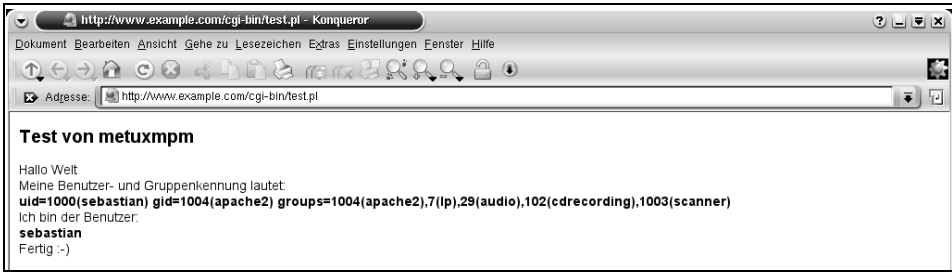 http://www.example.com/cgi-bin/test.pl - Konqueror
Dokument Bearbeiten Ansicht Gehe zu Lesezeichen Extras Einstellungen Fenster Hilfe
Adresse: http://www.example.com/cgi-bin/test.pl
Test von metuxmpm
Hallo Welt
Meine Benutzer- und Gruppenkennung lautet:
uid=1000(sebastian) gid=1004(apache2) groups=1004(apache2),7(lp),29(audio),102(cdrecording),1003(scanner)
Ich bin der Benutzer:
sebastian
Fertig :-)